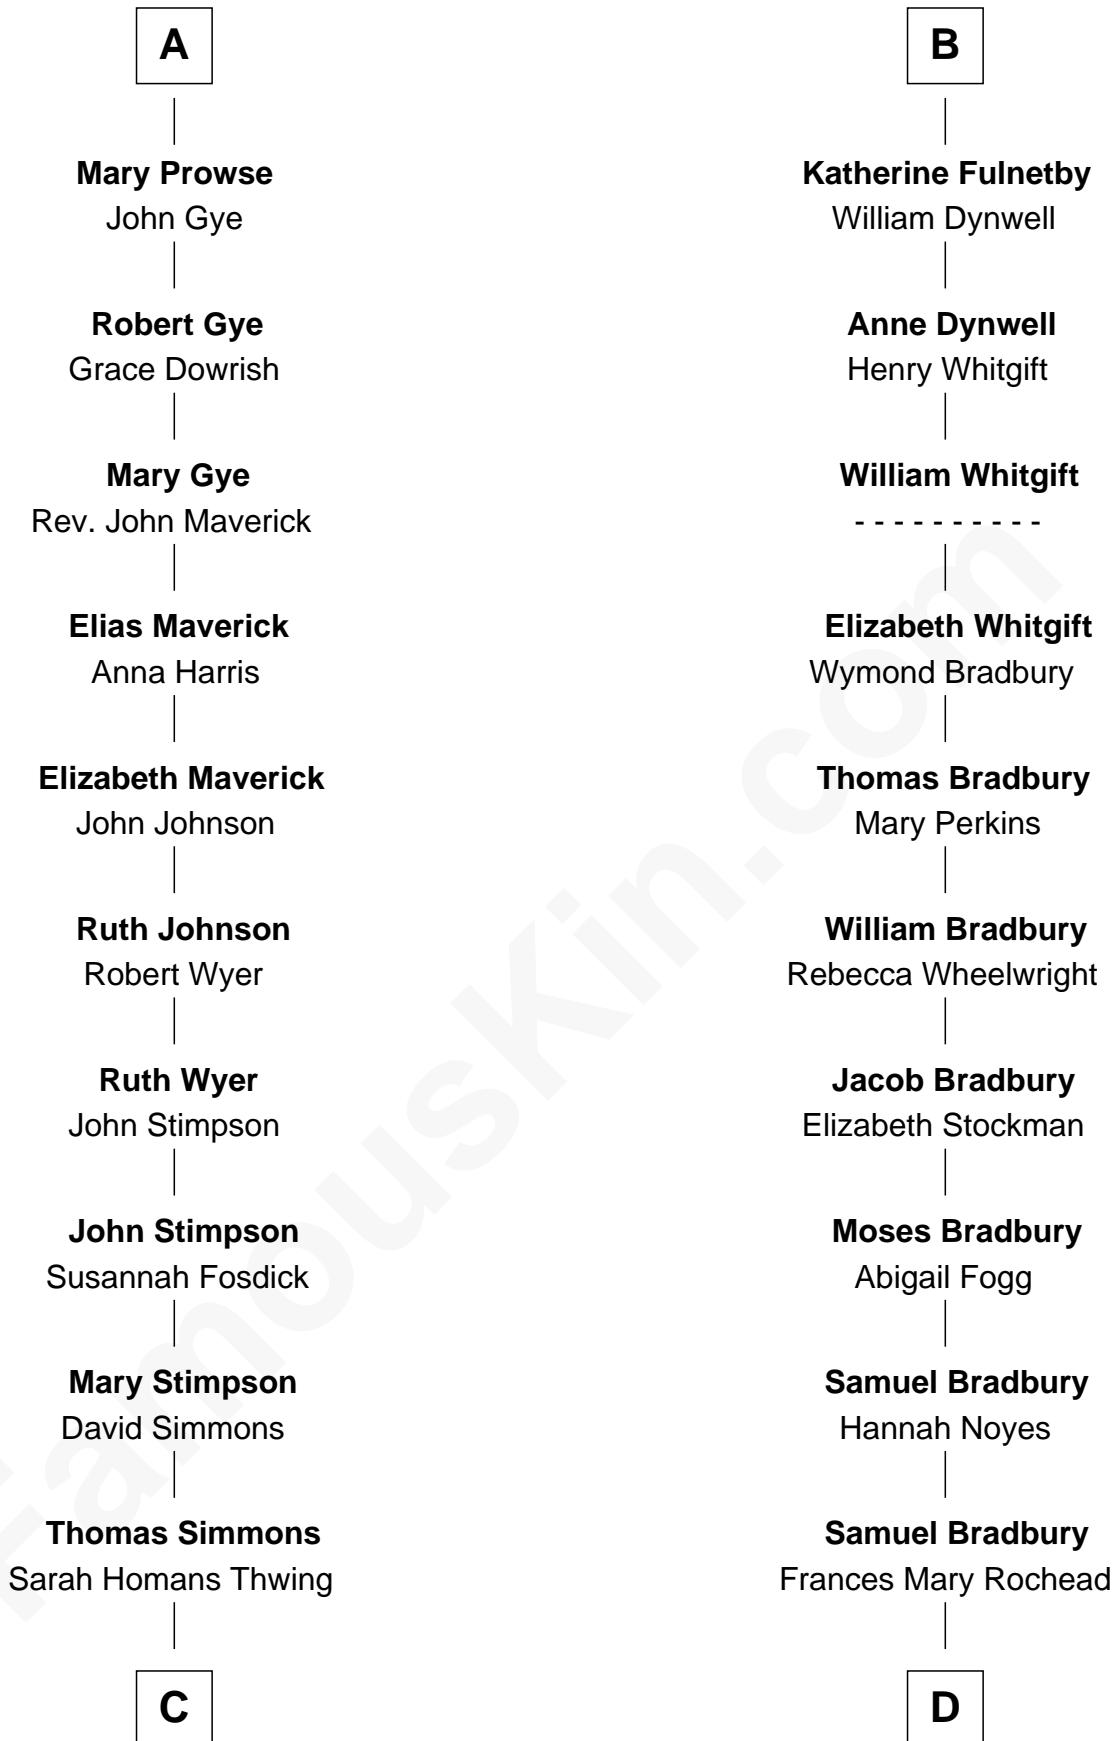 A
Mary Prowse
John Gye
Robert Gye
Grace Dowrish
Mary Gye
Rev. John Maverick
Elias Maverick
Anna Harris
Elizabeth Maverick
John Johnson
Ruth Johnson
Robert Wyer
Ruth Wyer
John Stimpson
John Stimpson
Susannah Fosdick
Mary Stimpson
David Simmons
Thomas Simmons
Sarah Homans Thwing
C
B
Katherine Fulnetby
William Dynwell
Anne Dynwell
Henry Whitgift
William Whitgift
- - - - - - - - - -
Elizabeth Whitgift
Wymond Bradbury
Thomas Bradbury
Mary Perkins
William Bradbury
Rebecca Wheelwright
Jacob Bradbury
Elizabeth Stockman
Moses Bradbury
Abigail Fogg
Samuel Bradbury
Hannah Noyes
Samuel Bradbury
Frances Mary Rochead
D
FamousKin.com